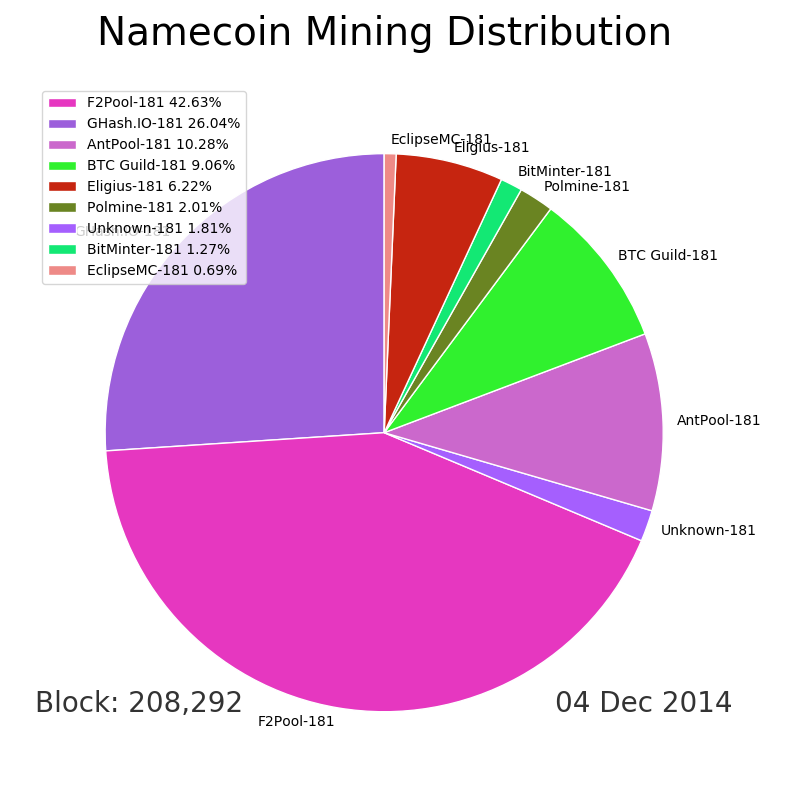 Namecoin Mining Distribution
F2Pool-181 42.63%
GHash.IO-181 26.04%
AntPool-181 10.28%
BTC Guild-181 9.06%
Eligius-181 6.22%
Polmine-181 2.01%
Unknown-181 1.81%
BitMinter-181 1.27%
EclipseMC-181 0.69%
EclipseMC-181
Eligius-181
BitMinter-181
Polmine-181
GHash.IO-181
BTC Guild-181
AntPool-181
Unknown-181
F2Pool-181
Block: 208,292
04 Dec 2014